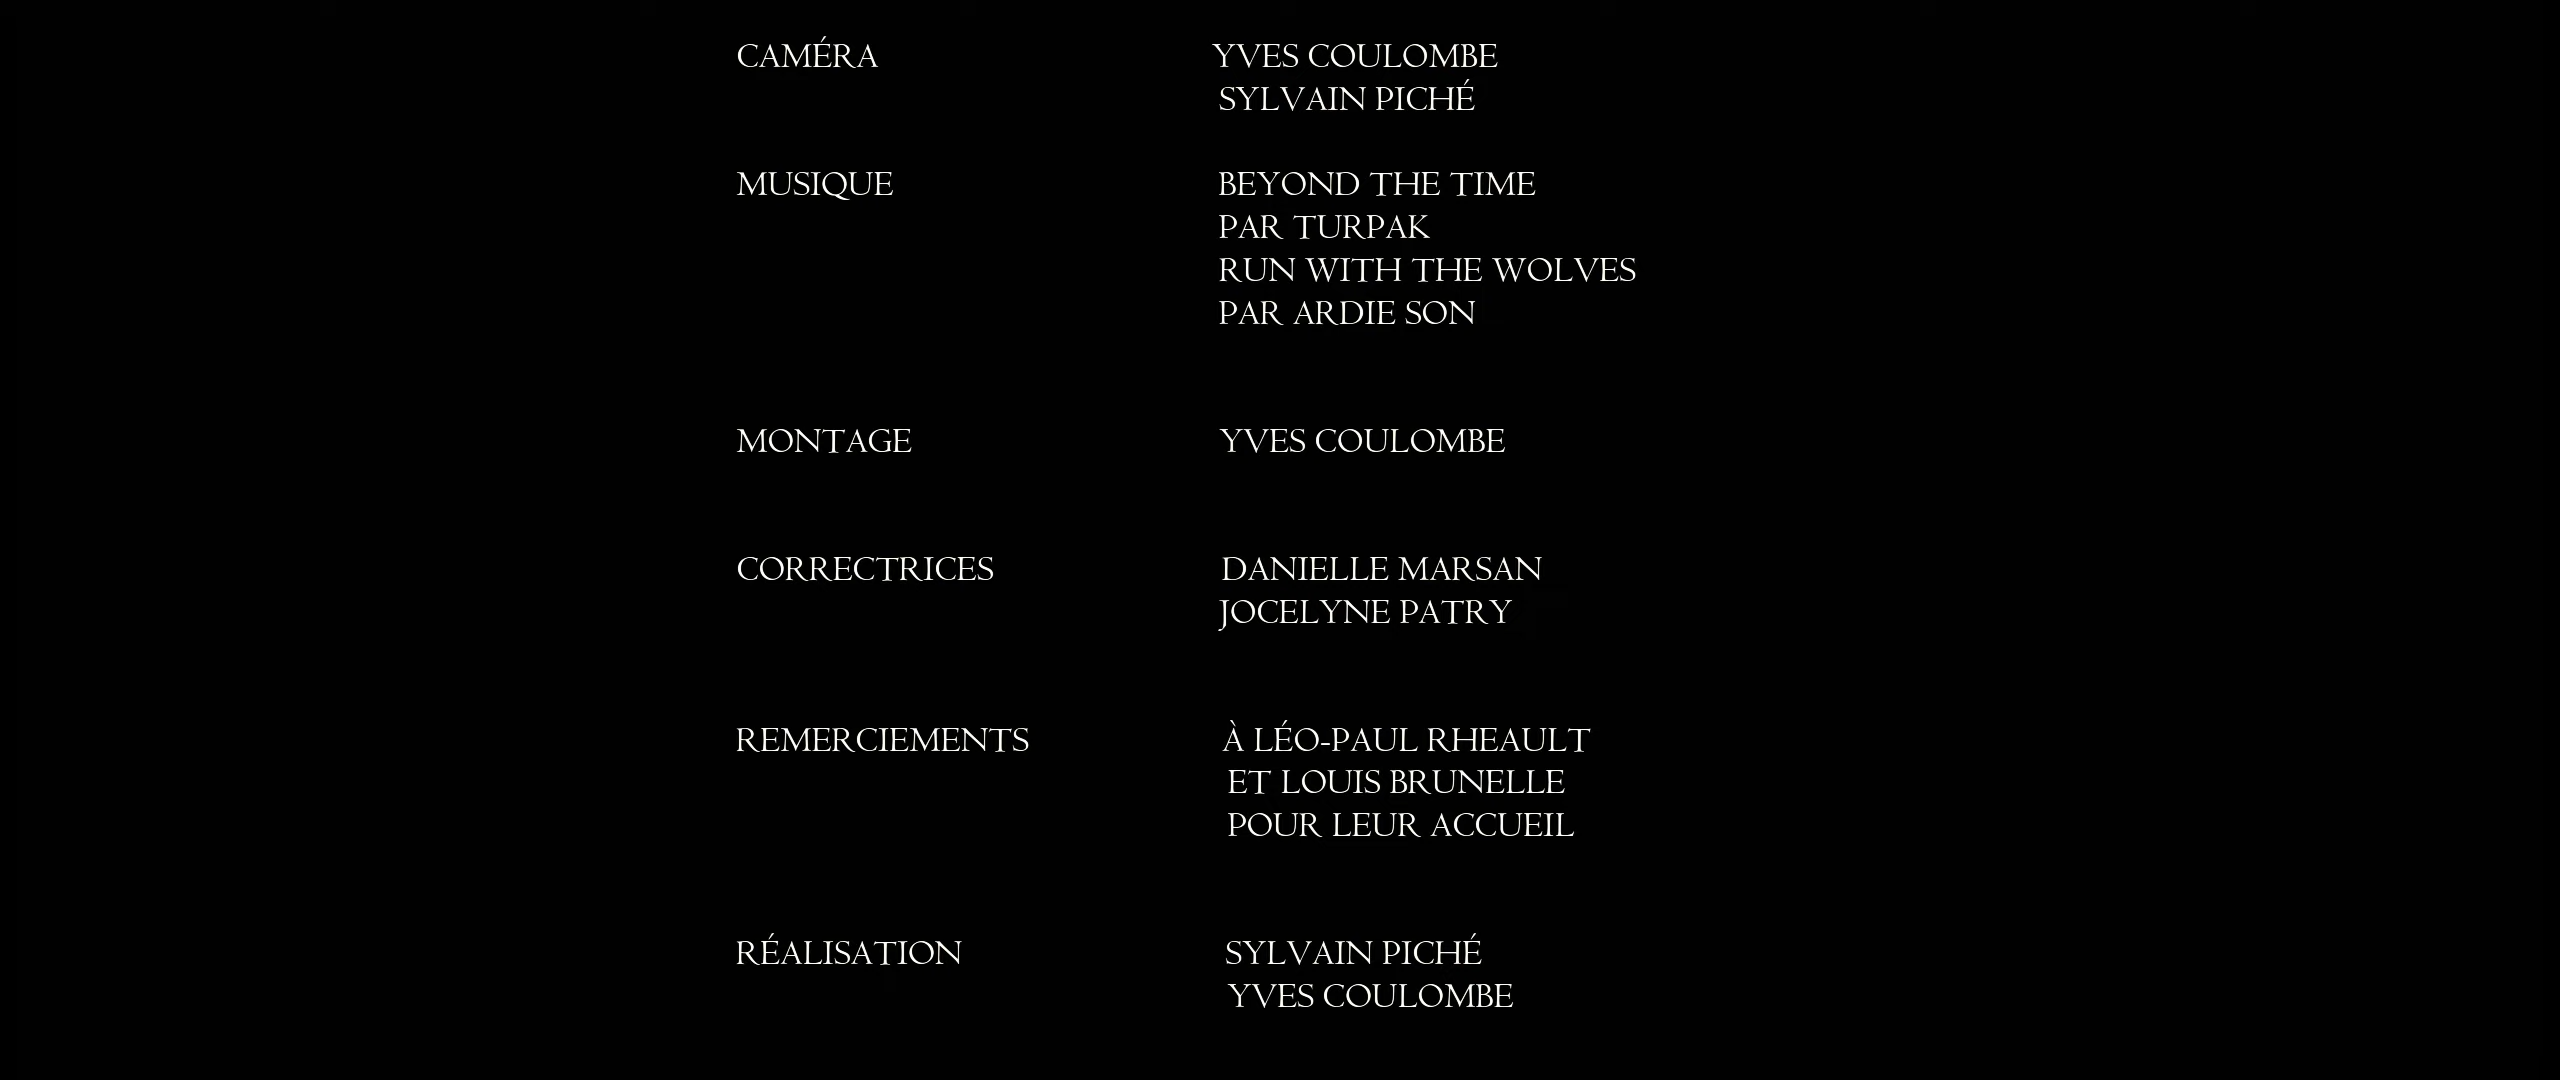 CAMÉRA YVES COULOMBE
SYLVAIN PICHÉ
MUSIQUE BEYOND THE TIME
PAR TURPAK
RUN WITH THE WOLVES
PAR ARDIE SON
MONTAGE YVES COULOMBE
CORRECTRICES DANIELLE MARSAN
JOCELYNE PATRY
REMERCIEMENTS À LÉO-PAUL RHEAULT
ET LOUIS BRUNELLE
POUR LEUR ACCUEIL
RÉALISATION SYLVAIN PICHÉ
YVES COULOMBE